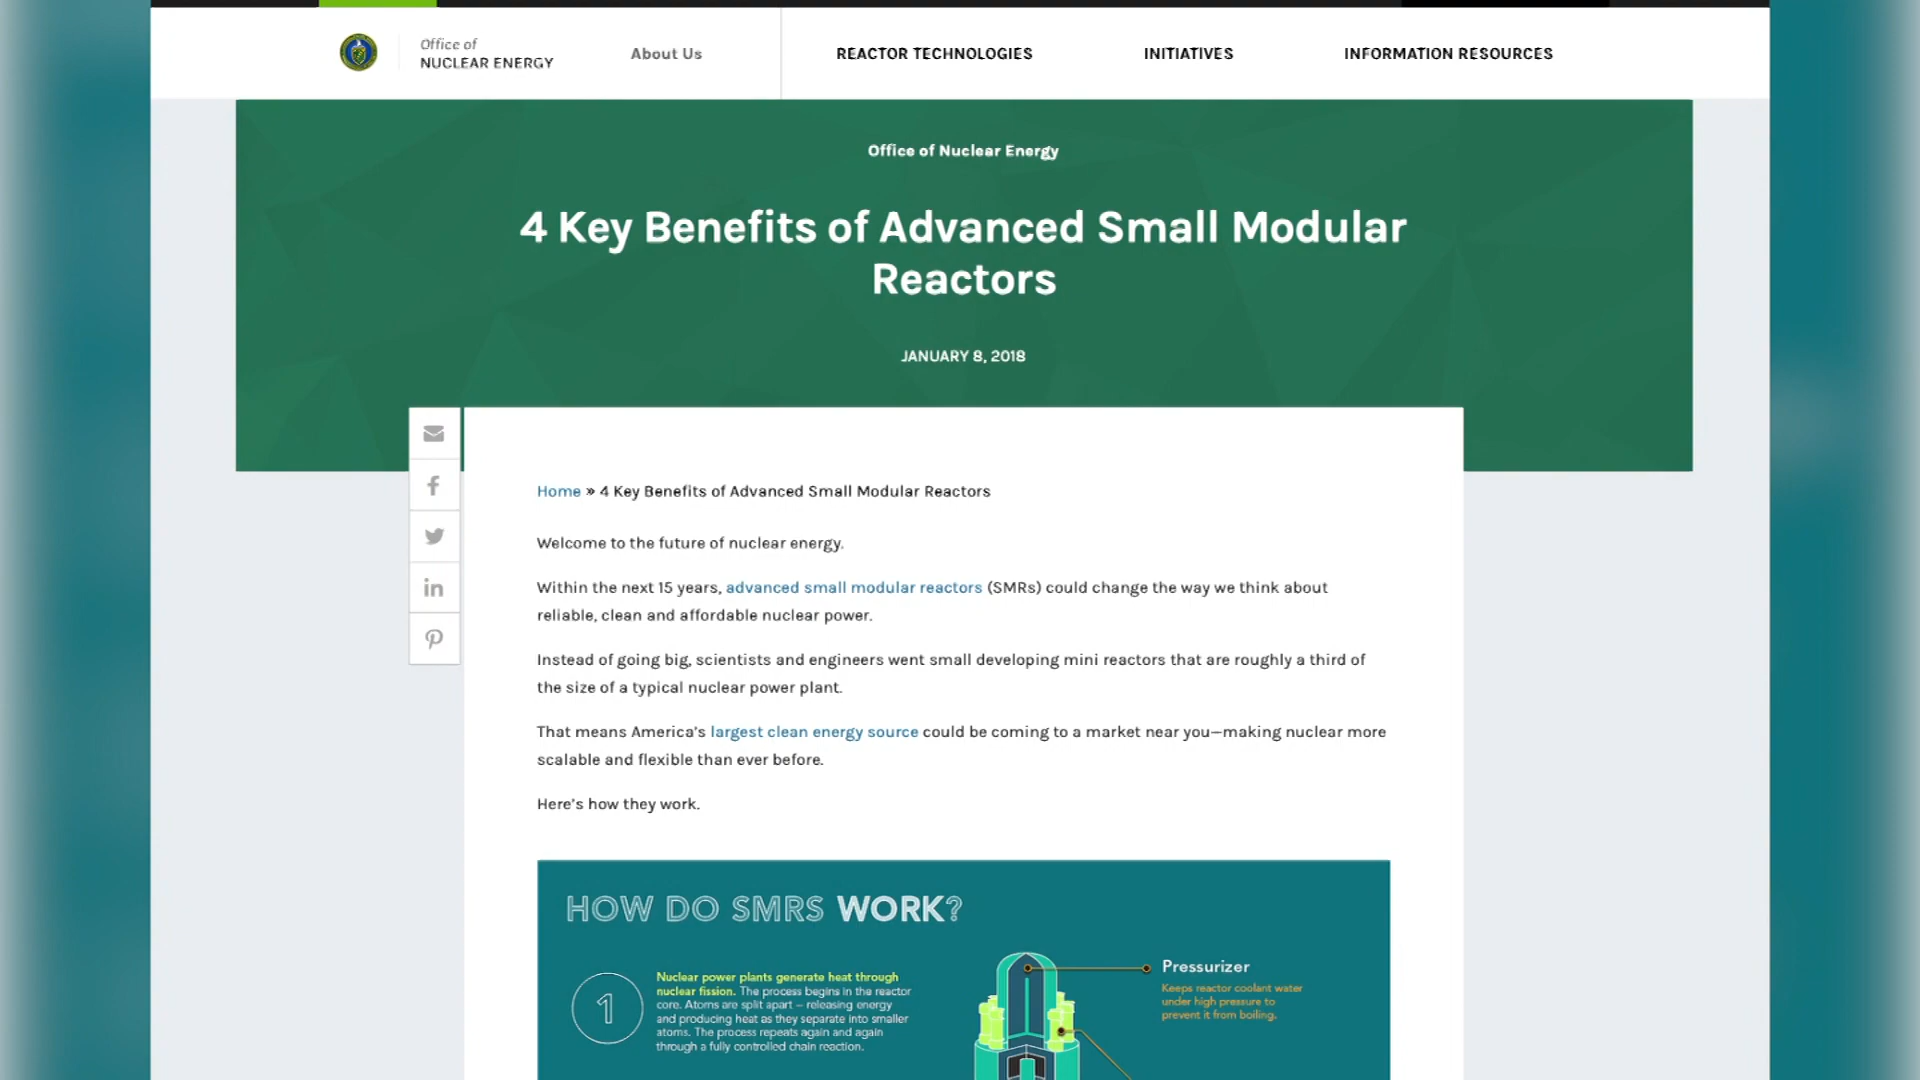 Office of
NUCLEAR ENERGY
About Us
REACTOR TECHNOLOGIES
INITIATIVES
INFORMATION RESOURCES
Office of Nuclear Energy
4 Key Benefits of Advanced Small Modular
Reactors
JANUARY 8, 2018
Home » 4 Key Benefits of Advanced Small Modular Reactors
Welcome to the future of nuclear energy.
Within the next 15 years, advanced small modular reactors (SMRs) could change the way we think about
reliable, clean and affordable nuclear power.
Instead of going big, scientists and engineers went small developing mini reactors that are roughly a third of
the size of a typical nuclear power plant.
That means America's largest clean energy source could be coming to a market near you—making nuclear more
scalable and flexible than ever before.
Here's how they work.
HOW DO SMRS WORK?
1
Nuclear power plants generate heat through
nuclear fission. The process begins in the reactor
core. Atoms are split apart – releasing energy
and producing heat as they separate into smaller
atoms. The process repeats again and again
through a fully controlled chain reaction.
Pressurizer
Keeps reactor coolant water
under high pressure to
prevent it from boiling.